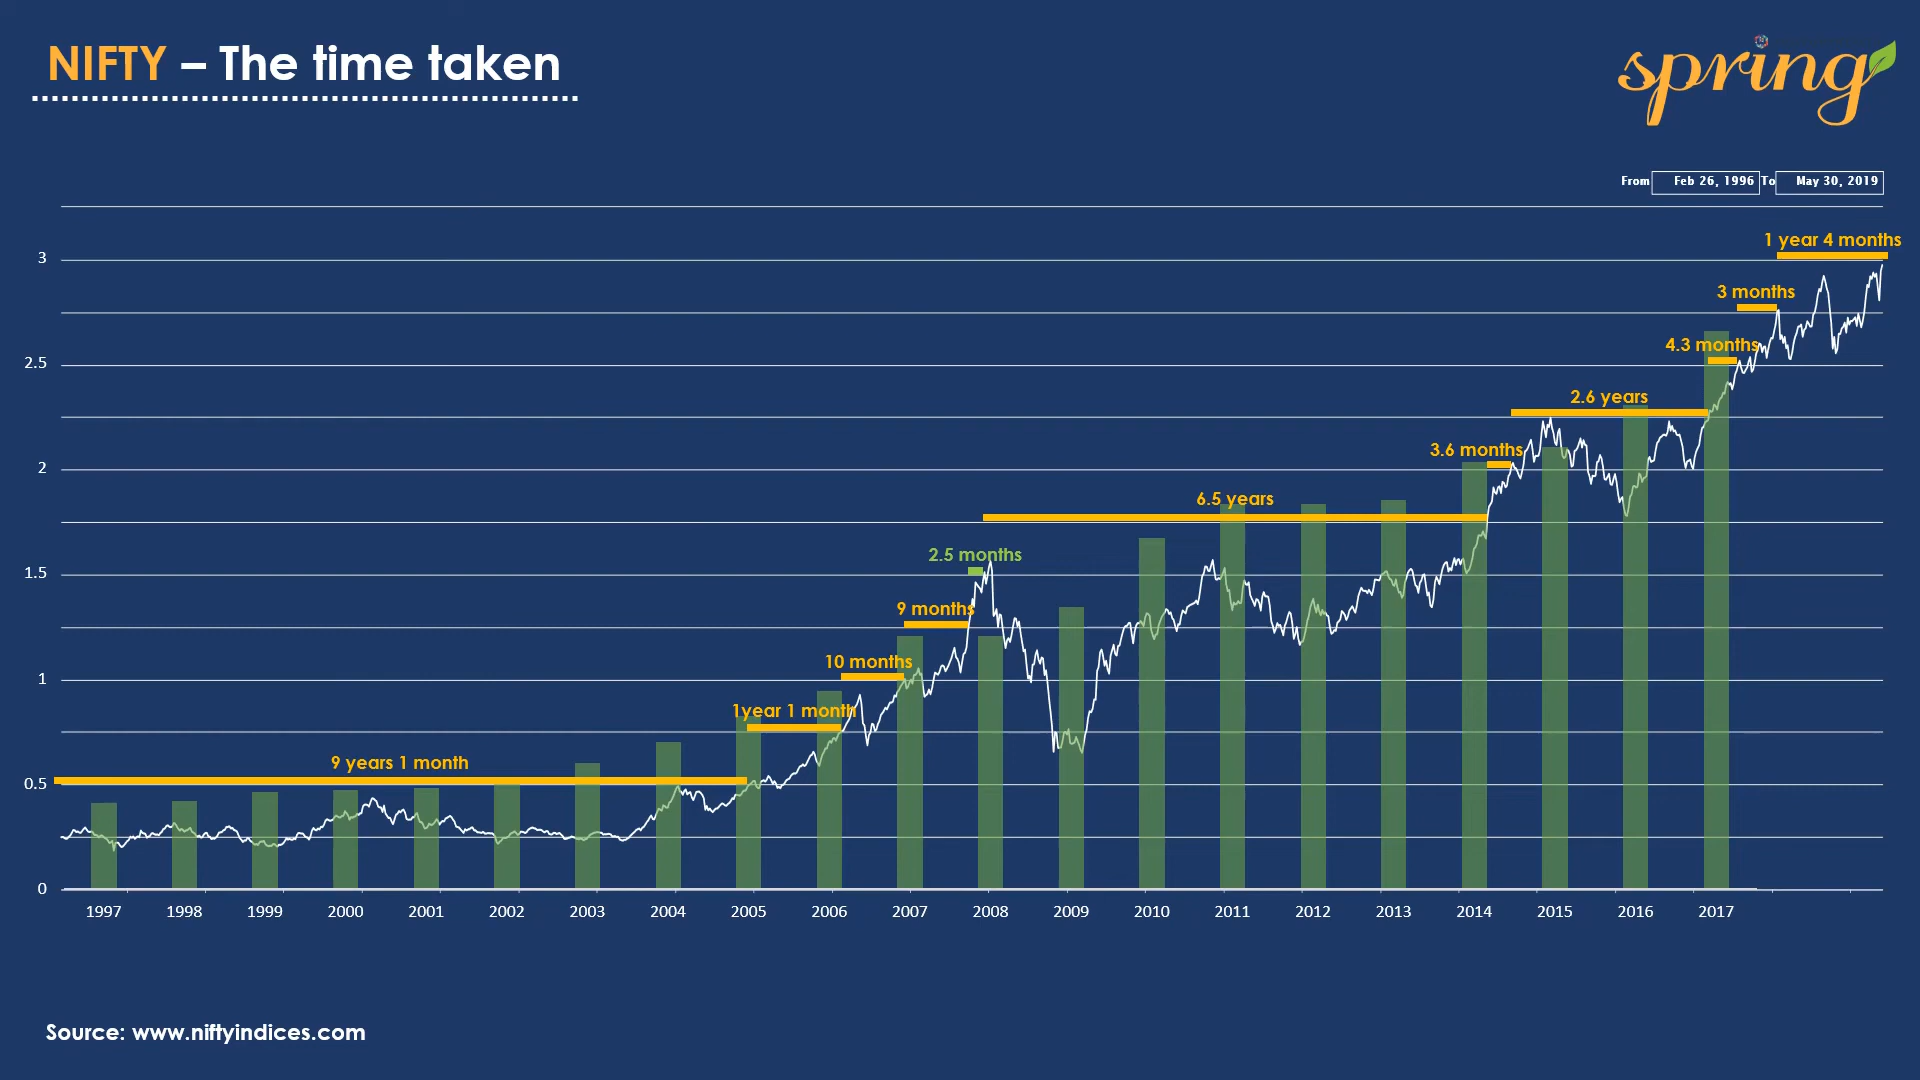 NIFTY – The time taken
spring
From Feb 26, 1996 To May 30, 2019
1 year 4 months
3
3 months
4.3 months
2.5
2.6 years
3.6 months
2
6.5 years
2.5 months
1.5
9 months
10 months
1
1year 1 month
9 years 1 month
0.5
0
1997 1998 1999 2000 2001 2002 2003 2004 2005 2006 2007 2008 2009 2010 2011 2012 2013 2014 2015 2016 2017
Source: www.niftyindices.com